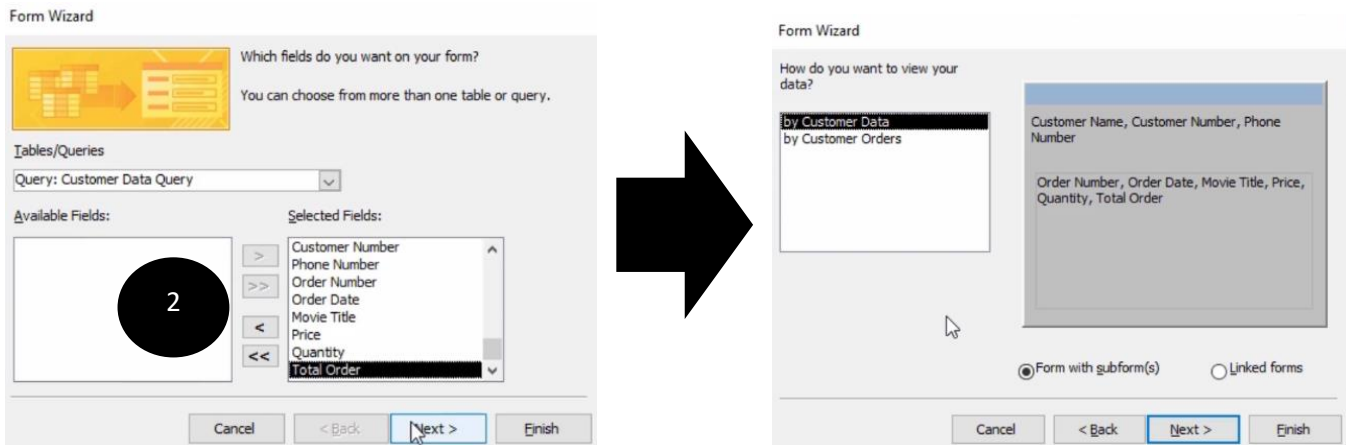 Form Wizard
Which fields do you want on your form?
You can choose from more than one table or query.
Tables/Queries
Query: Customer Data Query
Available Fields:
Selected Fields:
Customer Number
Phone Number
Order Number
Order Date
Movie Title
Price
Quantity
Total Order
>
>>
<
<<
2
Cancel
< Back
Next >
Finish
Form Wizard
How do you want to view your
data?
by Customer Data
by Customer Orders
Customer Name, Customer Number, Phone
Number
Order Number, Order Date, Movie Title, Price,
Quantity, Total Order
Form with subform(s)
Linked forms
Cancel
< Back
Next >
Finish